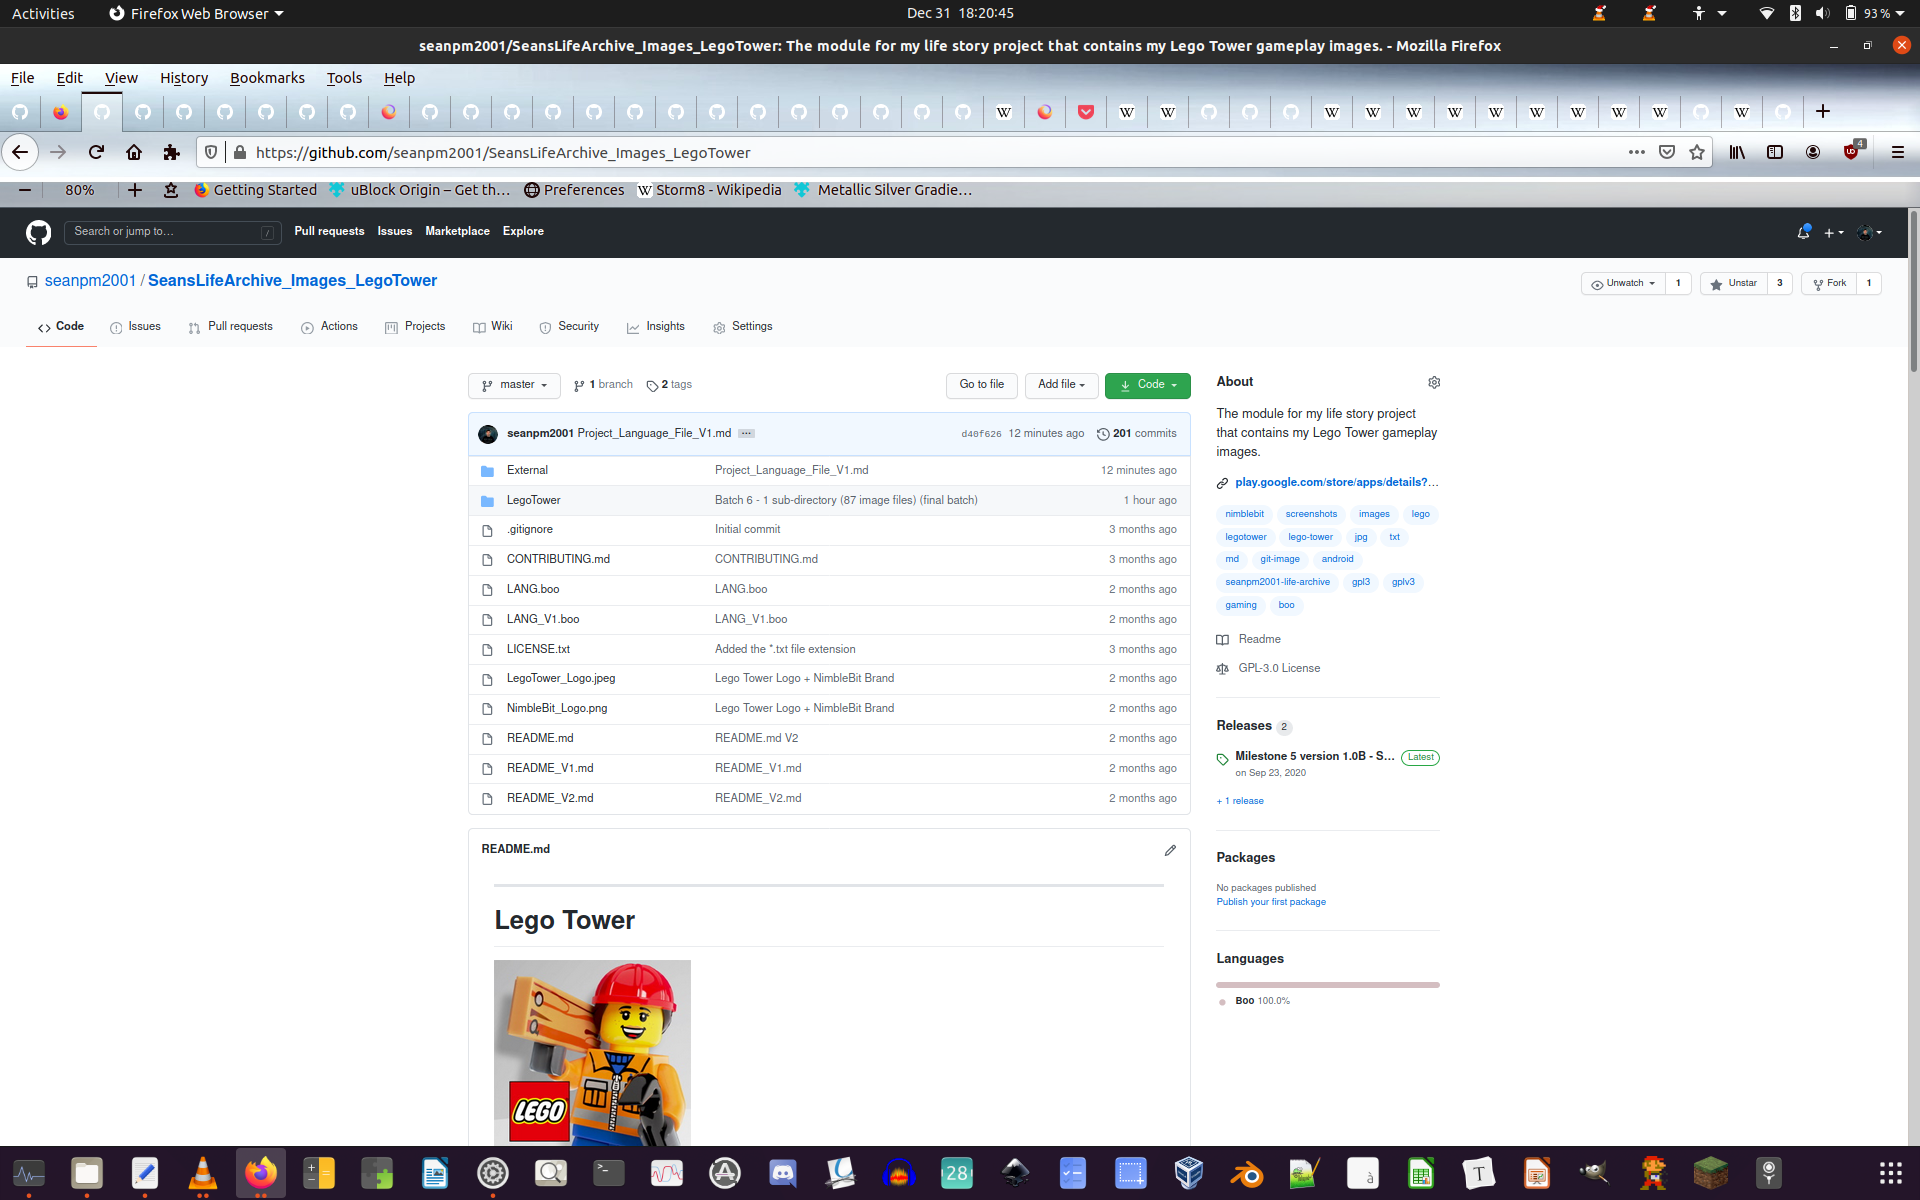 Activities Firefox Web Browser Dec 31 18:20:45 93 %
seanpm2001/SeansLifeArchive_Images_LegoTower: The module for my life story project that contains my Lego Tower gameplay images. - Mozilla Firefox
File Edit View History Bookmarks Tools Help
https://github.com/seanpm2001/SeansLifeArchive_Images_LegoTower 4
80% Getting Started uBlock Origin – Get th… Preferences Storm8 - Wikipedia Metallic Silver Gradie…
Search or jump to… / Pull requests Issues Marketplace Explore
seanpm2001 / SeansLifeArchive_Images_LegoTower Unwatch 1 Unstar 3 Fork 1
Code Issues Pull requests Actions Projects Wiki Security Insights Settings
master 1 branch 2 tags Go to file Add file Code
seanpm2001 Project_Language_File_V1.md … d40f626 12 minutes ago 201 commits
External Project_Language_File_V1.md 12 minutes ago
LegoTower Batch 6 - 1 sub-directory (87 image files) (final batch) 1 hour ago
.gitignore Initial commit 3 months ago
CONTRIBUTING.md CONTRIBUTING.md 3 months ago
LANG.boo LANG.boo 2 months ago
LANG_V1.boo LANG_V1.boo 2 months ago
LICENSE.txt Added the *.txt file extension 3 months ago
LegoTower_Logo.jpeg Lego Tower Logo + NimbleBit Brand 2 months ago
NimbleBit_Logo.png Lego Tower Logo + NimbleBit Brand 2 months ago
README.md README.md V2 2 months ago
README_V1.md README_V1.md 2 months ago
README_V2.md README_V2.md 2 months ago
README.md
Lego Tower
LEGO
About
The module for my life story project
that contains my Lego Tower gameplay
images.
play.google.com/store/apps/details?…
nimblebit screenshots images lego
legotower lego-tower jpg txt
md git-image android
seanpm2001-life-archive gpl3 gplv3
gaming boo
Readme
GPL-3.0 License
Releases 2
Milestone 5 version 1.0B - S… Latest
on Sep 23, 2020
+ 1 release
Packages
No packages published
Publish your first package
Languages
Boo 100.0%
28